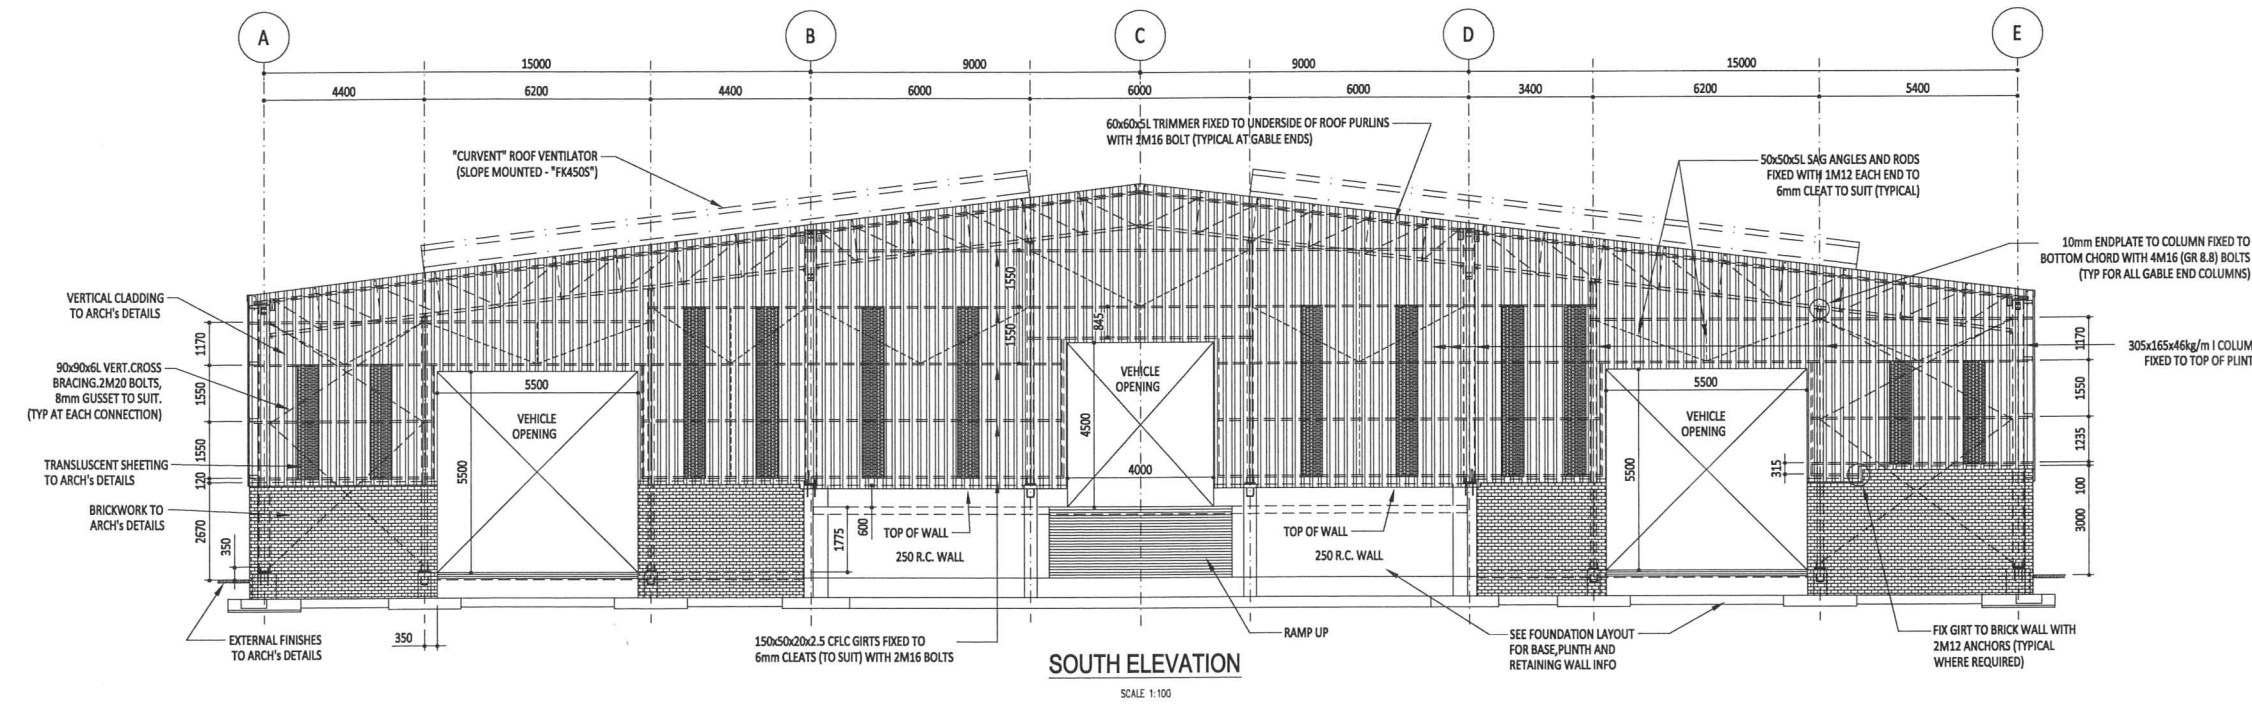 A
B
C
D
E
15000
9000
9000
15000
4400
6200
4400
6000
6000
6000
3400
6200
5400
60x60x5L TRIMMER FIXED TO UNDERSIDE OF ROOF PURLINS
WITH 1M16 BOLT (TYPICAL AT GABLE ENDS)
"CURVENT" ROOF VENTILATOR
(SLOPE MOUNTED - "FK450S")
50x50x5L SAG ANGLES AND RODS
FIXED WITH 1M12 EACH END TO
6mm CLEAT TO SUIT (TYPICAL)
10mm ENDPLATE TO COLUMN FIXED TO
BOTTOM CHORD WITH 4M16 (GR 8.8) BOLTS
(TYP FOR ALL GABLE END COLUMNS)
VERTICAL CLADDING
TO ARCH's DETAILS
90x90x6L VERT.CROSS
BRACING.2M20 BOLTS,
8mm GUSSET TO SUIT.
(TYP AT EACH CONNECTION)
TRANSLUSCENT SHEETING
TO ARCH's DETAILS
BRICKWORK TO
ARCH's DETAILS
1170
1550
1550
120
2670
350
5500
VEHICLE
OPENING
5500
1550
1550
845
VEHICLE
OPENING
4500
4000
5500
VEHICLE
OPENING
5500
315
305x165x46kg/m I COLUM
FIXED TO TOP OF PLINT
1170
1550
1235
100
3000
1775
600
TOP OF WALL
250 R.C. WALL
TOP OF WALL
250 R.C. WALL
EXTERNAL FINISHES
TO ARCH's DETAILS
350
150x50x20x2.5 CFLC GIRTS FIXED TO
6mm CLEATS (TO SUIT) WITH 2M16 BOLTS
RAMP UP
SEE FOUNDATION LAYOUT
FOR BASE,PLINTH AND
RETAINING WALL INFO
FIX GIRT TO BRICK WALL WITH
2M12 ANCHORS (TYPICAL
WHERE REQUIRED)
SOUTH ELEVATION
SCALE 1:100